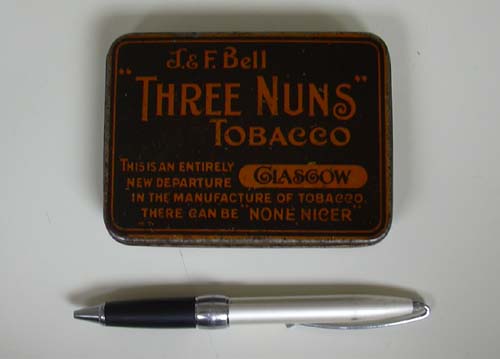 J. & F. Bell
"THREE NUNS"
TOBACCO
THIS IS AN ENTIRELY
NEW DEPARTURE GLASGOW
IN THE MANUFACTURE OF TOBACCO.
THERE CAN BE "NONE NICER"